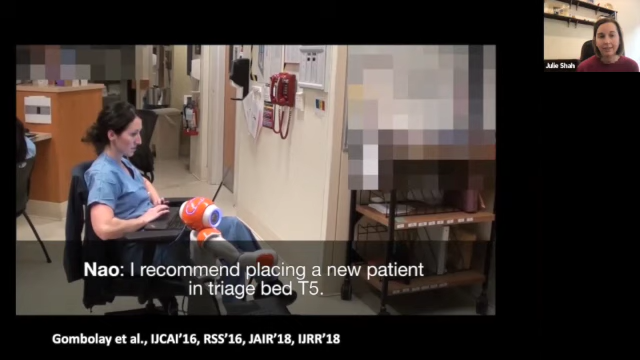 Julie Shah
Nao: I recommend placing a new patient
in triage bed T5.
Gombolay et al., IJCAI'16, RSS'16, JAIR'18, IJRR'18